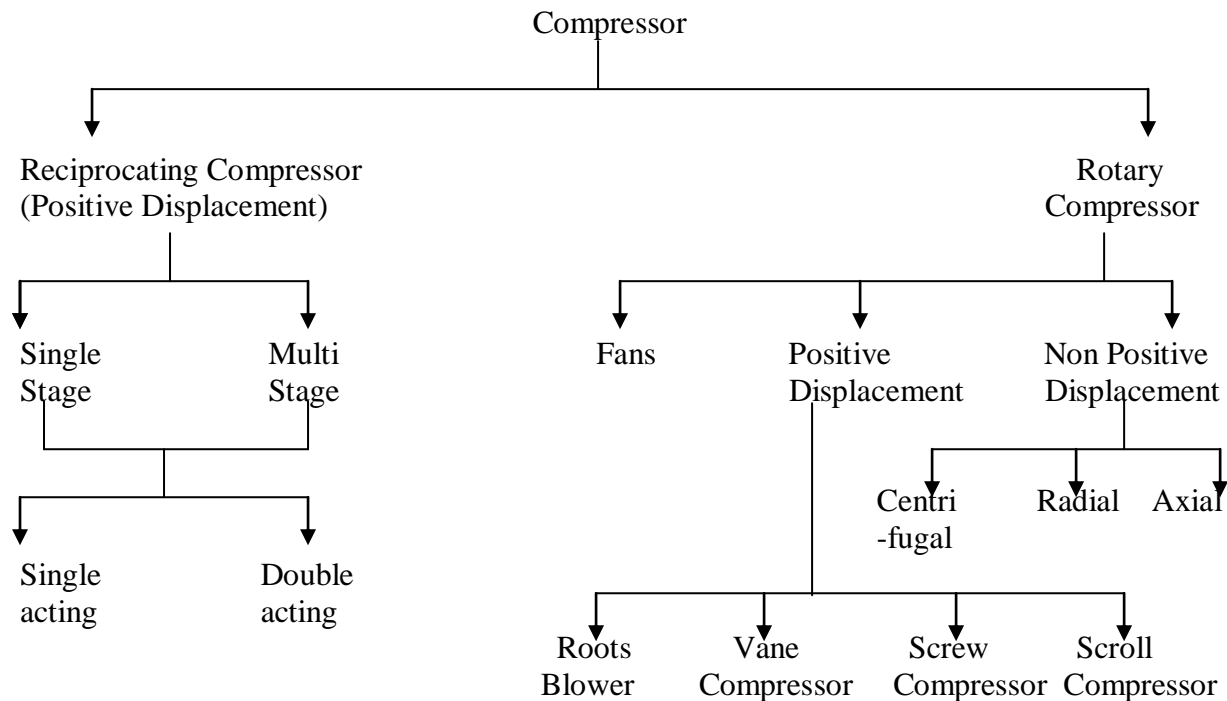 Compressor
Reciprocating Compressor
(Positive Displacement)
Rotary
Compressor
Single
Stage
Multi
Stage
Fans
Positive
Displacement
Non Positive
Displacement
Centri
-fugal
Radial
Axial
Single
acting
Double
acting
Roots
Blower
Vane
Compressor
Screw
Compressor
Scroll
Compressor